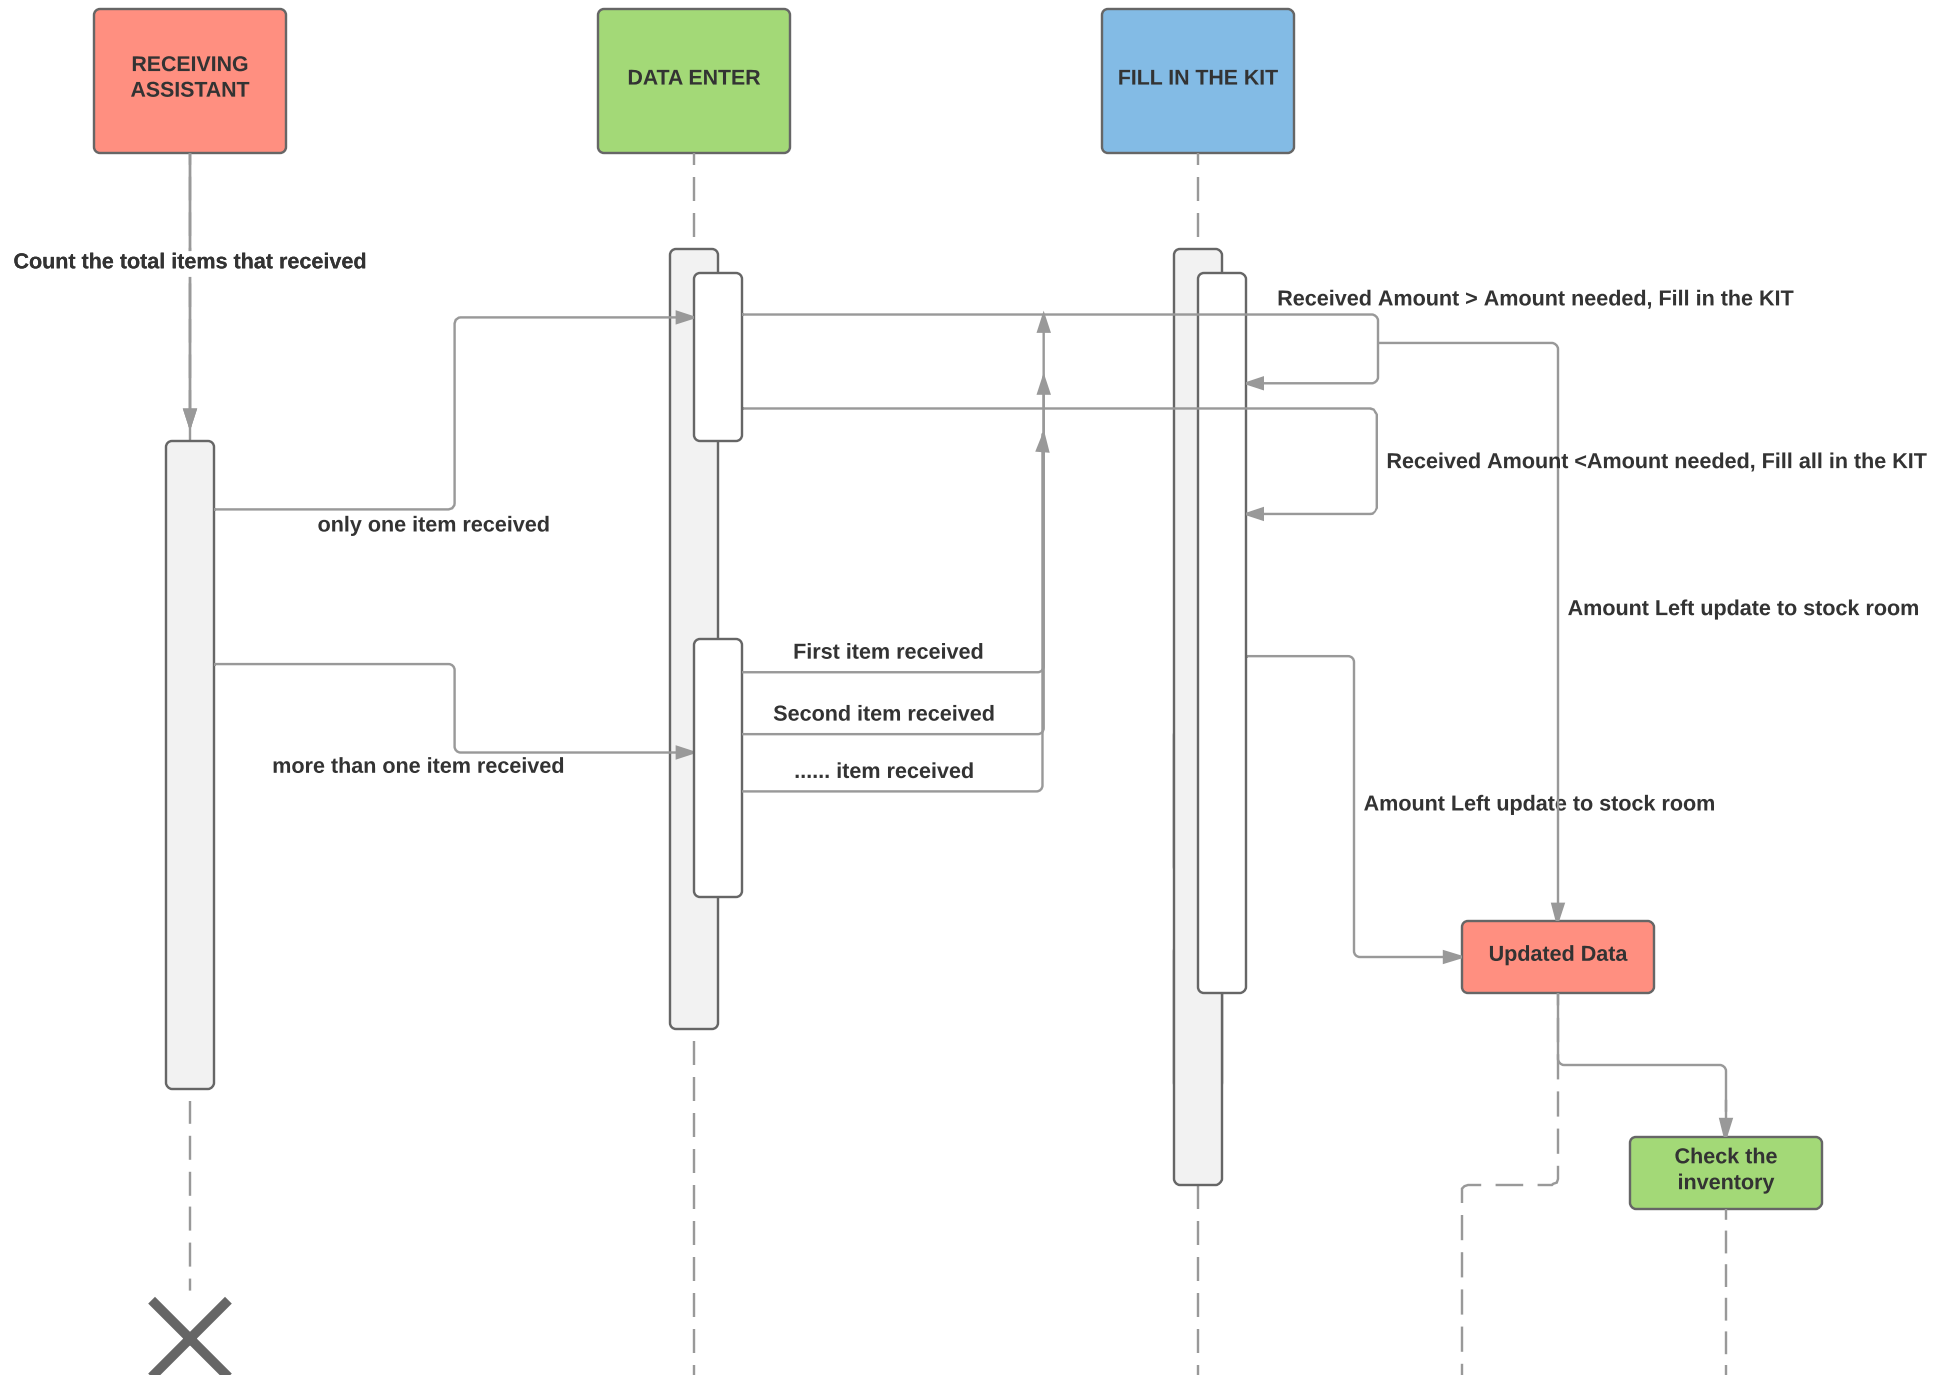 RECEIVING
ASSISTANT
DATA ENTER
FILL IN THE KIT
Count the total items that received
Received Amount > Amount needed, Fill in the KIT
Received Amount <Amount needed, Fill all in the KIT
only one item received
Amount Left update to stock room
First item received
Second item received
more than one item received
...... item received
Amount Left update to stock room
Updated Data
Check the
inventory